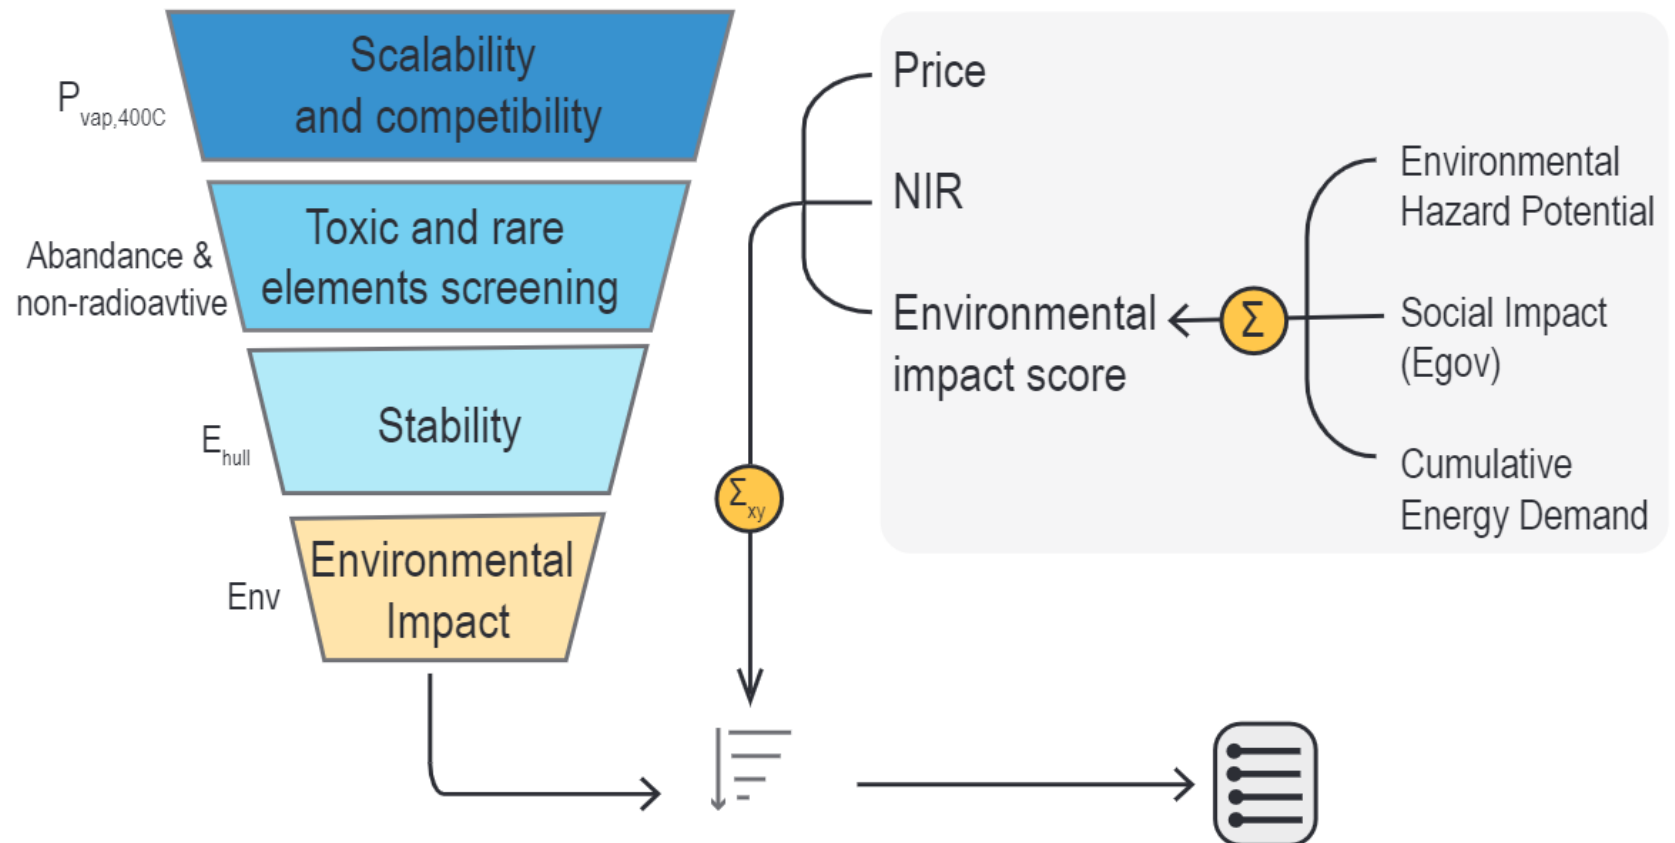 Scalability
and competibility
P vap,400C
Toxic and rare
elements screening
Abandance &
non-radioavtive
Stability
E hull
Environmental
Impact
Env
Σ xy
Price
NIR
Environmental
impact score
Σ
Environmental
Hazard Potential
Social Impact
(Egov)
Cumulative
Energy Demand